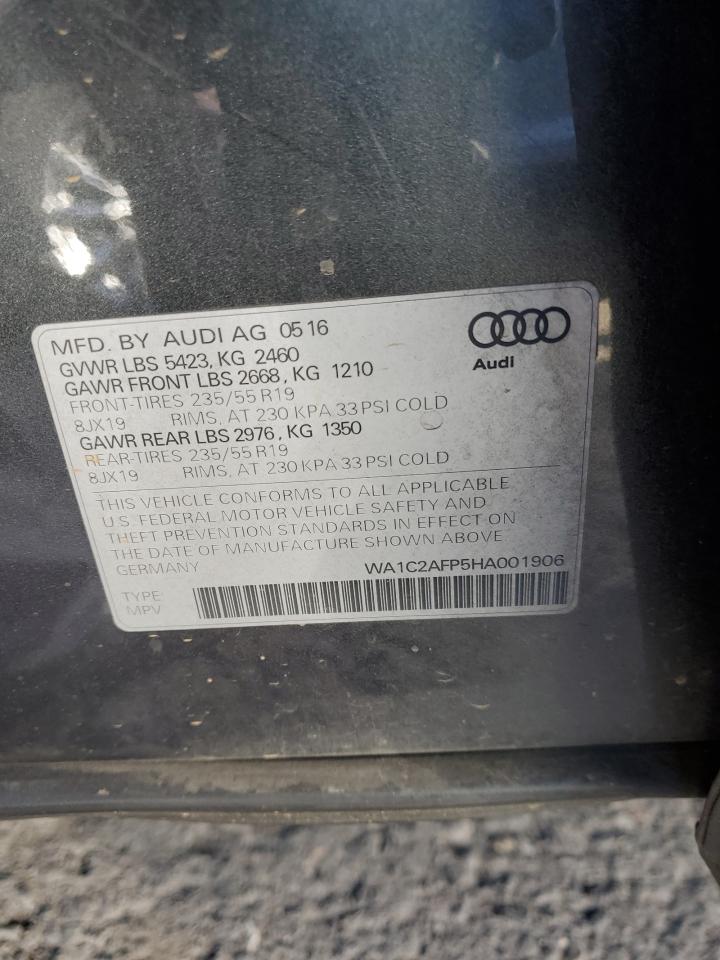 MFD. BY AUDI AG 0516
GVWR LBS 5423, KG 2460
GAWR FRONT LBS 2668, KG 1210
FRONT-TIRES 235/55 R19
8JX19 RIMS, AT 230 KPA 33 PSI COLD
GAWR REAR LBS 2976, KG 1350
REAR-TIRES 235/55 R19
8JX19 RIMS, AT 230 KPA 33 PSI COLD
Audi
THIS VEHICLE CONFORMS TO ALL APPLICABLE
U.S. FEDERAL MOTOR VEHICLE SAFETY AND
THEFT PREVENTION STANDARDS IN EFFECT ON
THE DATE OF MANUFACTURE SHOWN ABOVE
GERMANY WA1C2AFP5HA001906
TYPE:
MPV